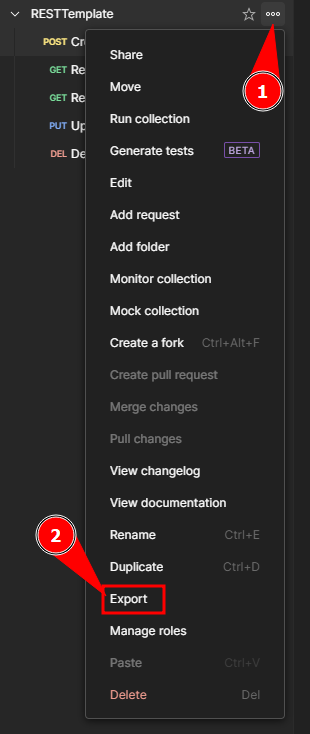 RESTTemplate
POST Cr
GET Re
GET Re
PUT Up
DEL De
1
Share
Move
Run collection
Generate tests BETA
Edit
Add request
Add folder
Monitor collection
Mock collection
Create a fork Ctrl+Alt+F
Create pull request
Merge changes
Pull changes
View changelog
View documentation
2
Rename Ctrl+E
Duplicate Ctrl+D
Export
Manage roles
Paste Ctrl+V
Delete Del